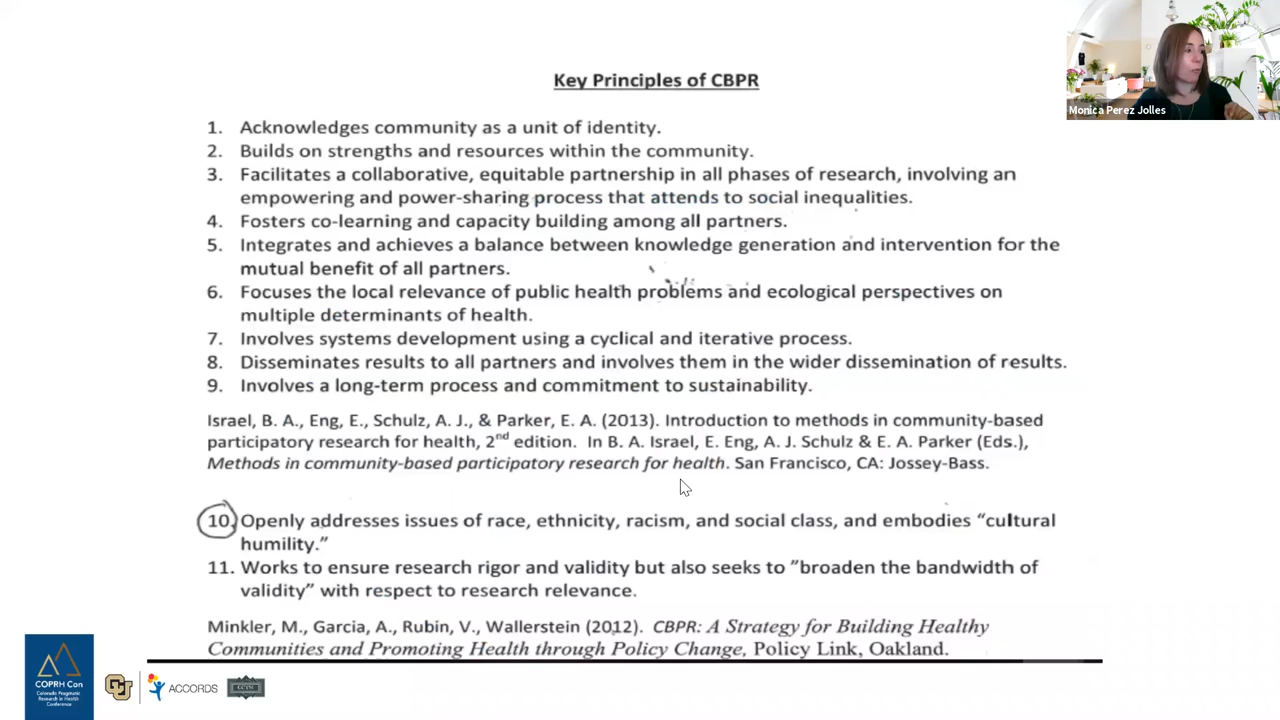 Key Principles of CBPR
Monica Perez Jolles
1. Acknowledges community as a unit of identity.
2. Builds on strengths and resources within the community.
3. Facilitates a collaborative, equitable partnership in all phases of research, involving an
empowering and power-sharing process that attends to social inequalities.
4. Fosters co-learning and capacity building among all partners.
5. Integrates and achieves a balance between knowledge generation and intervention for the
mutual benefit of all partners.
6. Focuses the local relevance of public health problems and ecological perspectives on
multiple determinants of health.
7. Involves systems development using a cyclical and iterative process.
8. Disseminates results to all partners and involves them in the wider dissemination of results.
9. Involves a long-term process and commitment to sustainability.
Israel, B. A., Eng, E., Schulz, A. J., & Parker, E. A. (2013). Introduction to methods in community-based
participatory research for health, 2nd edition. In B. A. Israel, E. Eng, A. J. Schulz & E. A. Parker (Eds.),
Methods in community-based participatory research for health. San Francisco, CA: Jossey-Bass.
10. Openly addresses issues of race, ethnicity, racism, and social class, and embodies “cultural
humility.”
11. Works to ensure research rigor and validity but also seeks to ”broaden the bandwidth of
validity” with respect to research relevance.
Minkler, M., Garcia, A., Rubin, V., Wallerstein (2012). CBPR: A Strategy for Building Healthy
Communities and Promoting Health through Policy Change, Policy Link, Oakland.
COPRH Con
Colorado Pragmatic
Research in Health
Conference
CU
ACCORDS